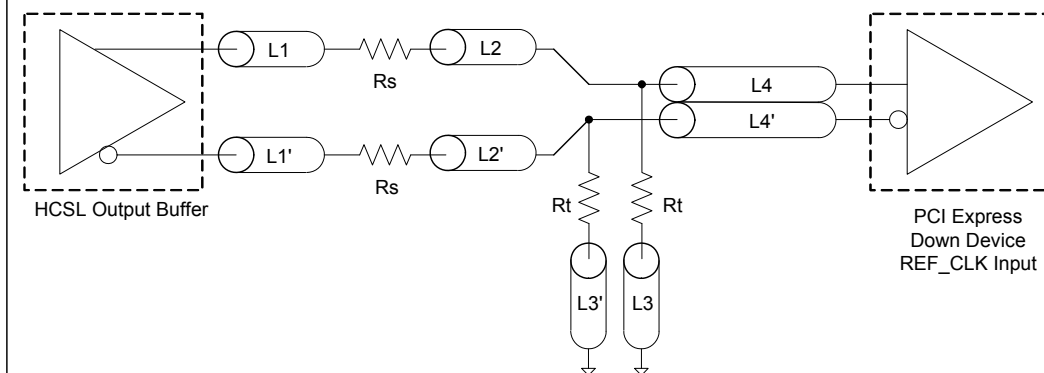 L1
L2
Rs
L4
L4'
L1'
L2'
Rs
HCSL Output Buffer
Rt
Rt
L3'
L3
PCI Express
Down Device
REF_CLK Input